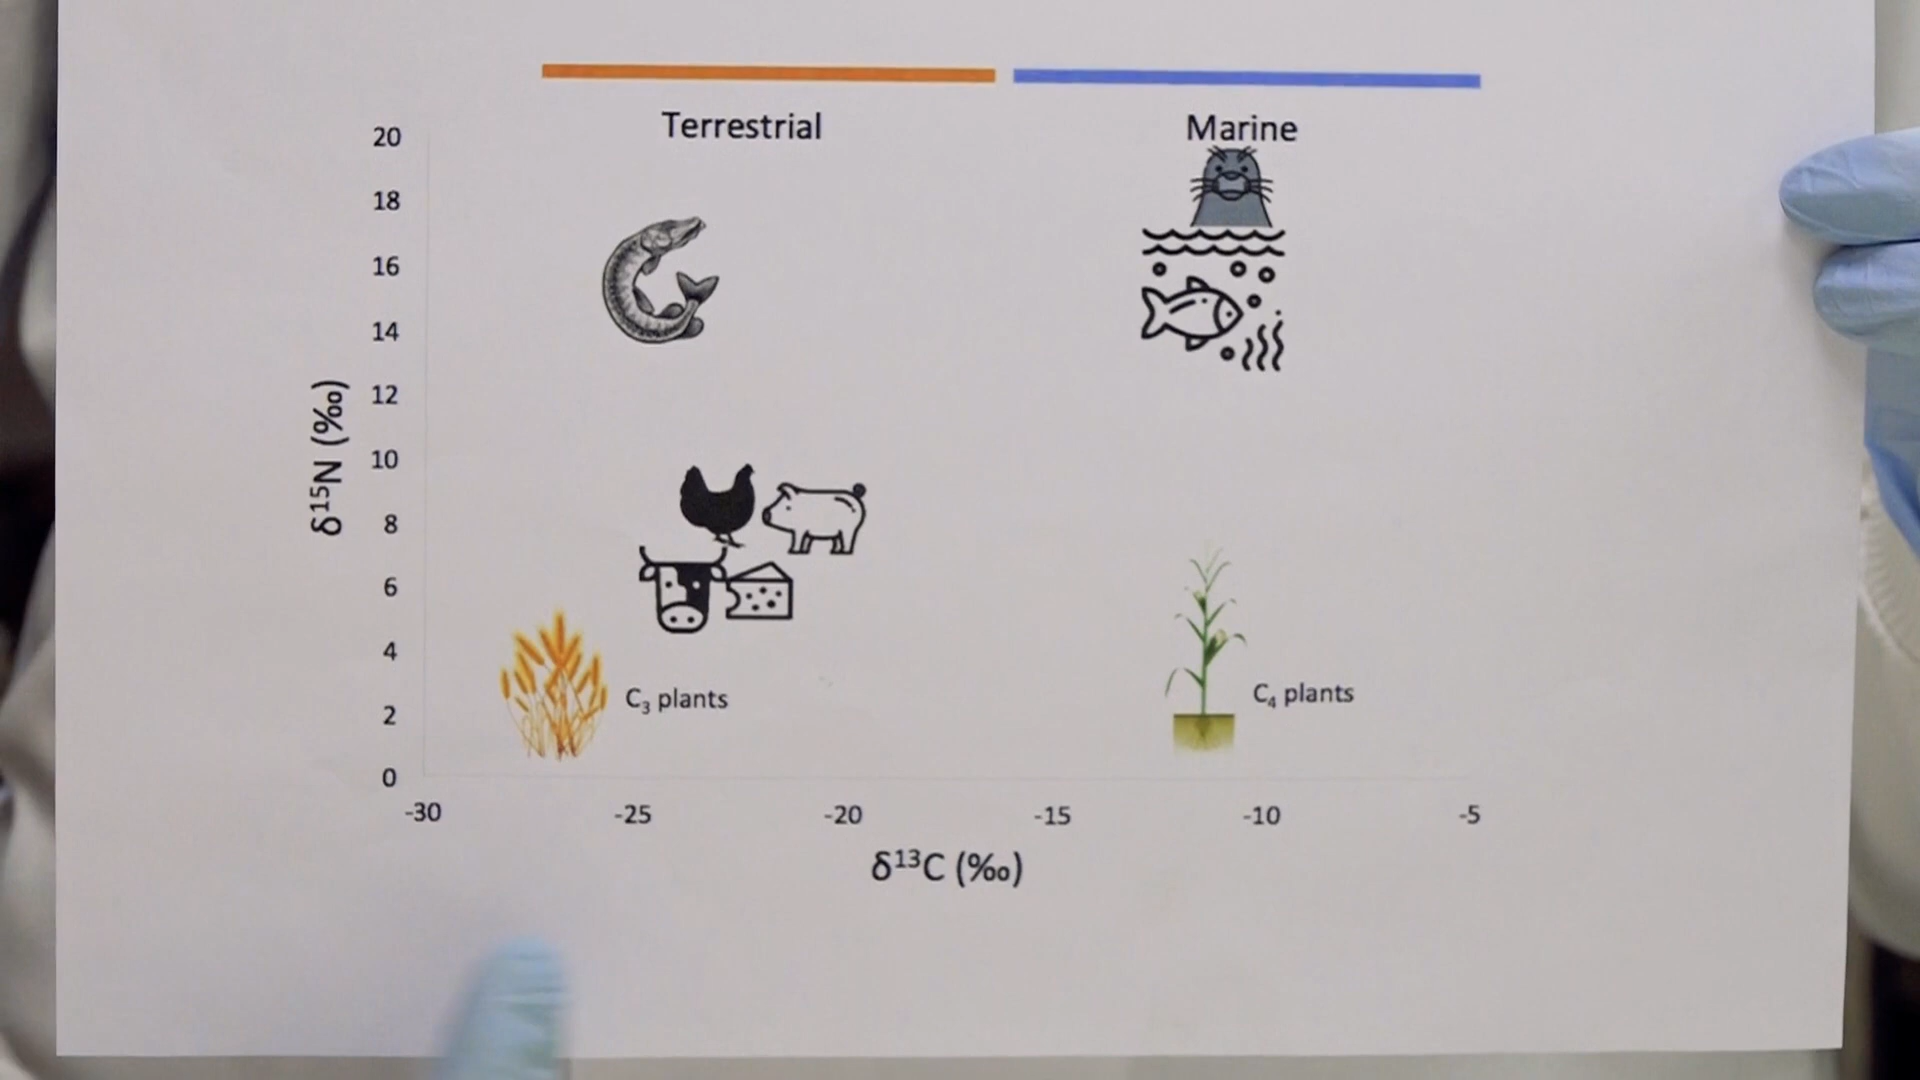 Terrestrial
Marine
20
18
16
14
12
10
8
6
4
2
0
δ¹⁵N (‰)
C₃ plants
C₄ plants
-30
-25
-20
-15
-10
-5
δ¹³C (‰)